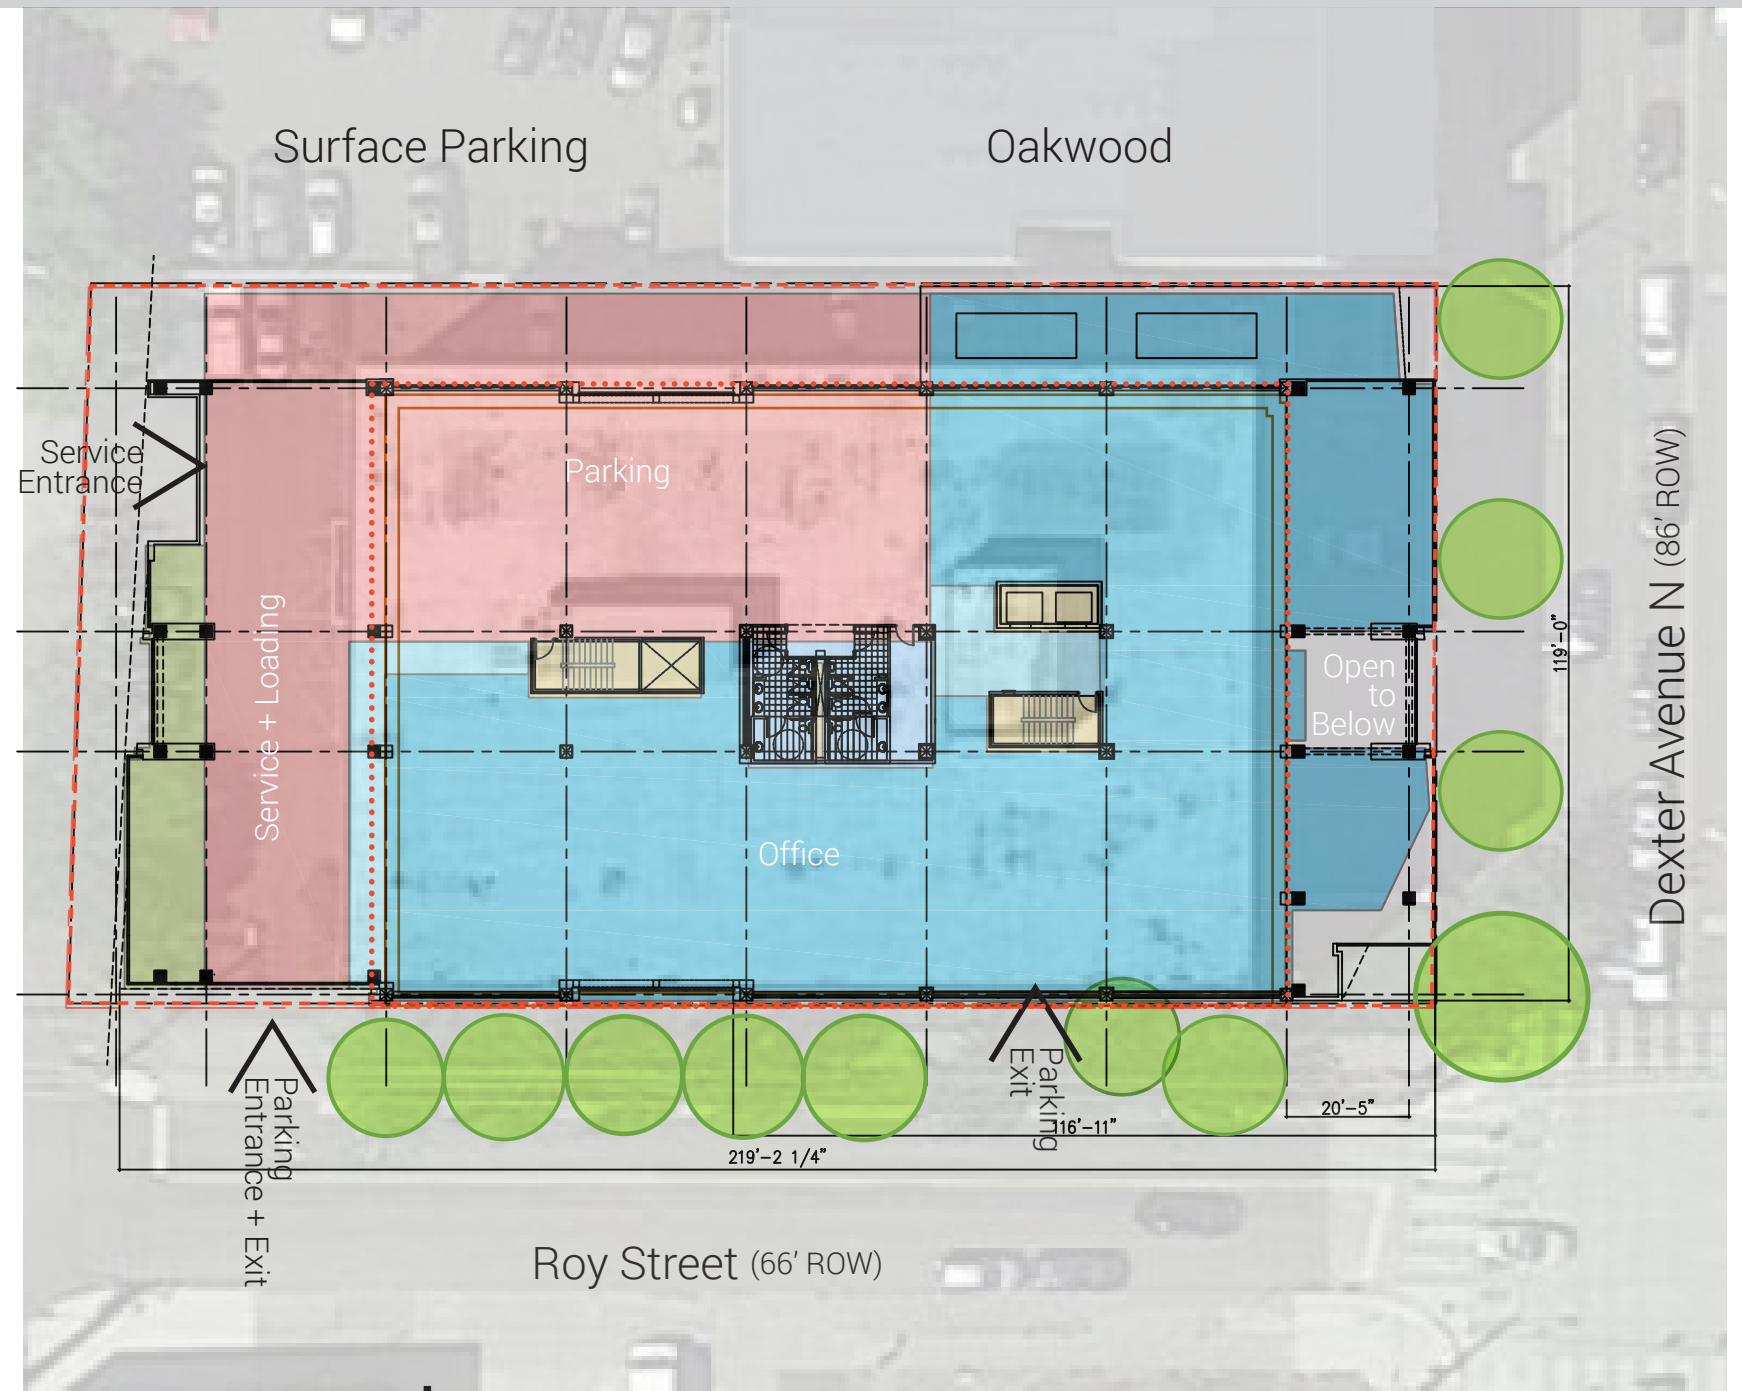 Surface Parking
Oakwood
Service
Entrance
Parking
Service + Loading
Open
to
Below
Office
119'-0"
Dexter Avenue N (86' ROW)
Parking
Entrance + Exit
Parking
Exit
20'-5"
116'-11"
219'-2 1/4"
Roy Street (66' ROW)